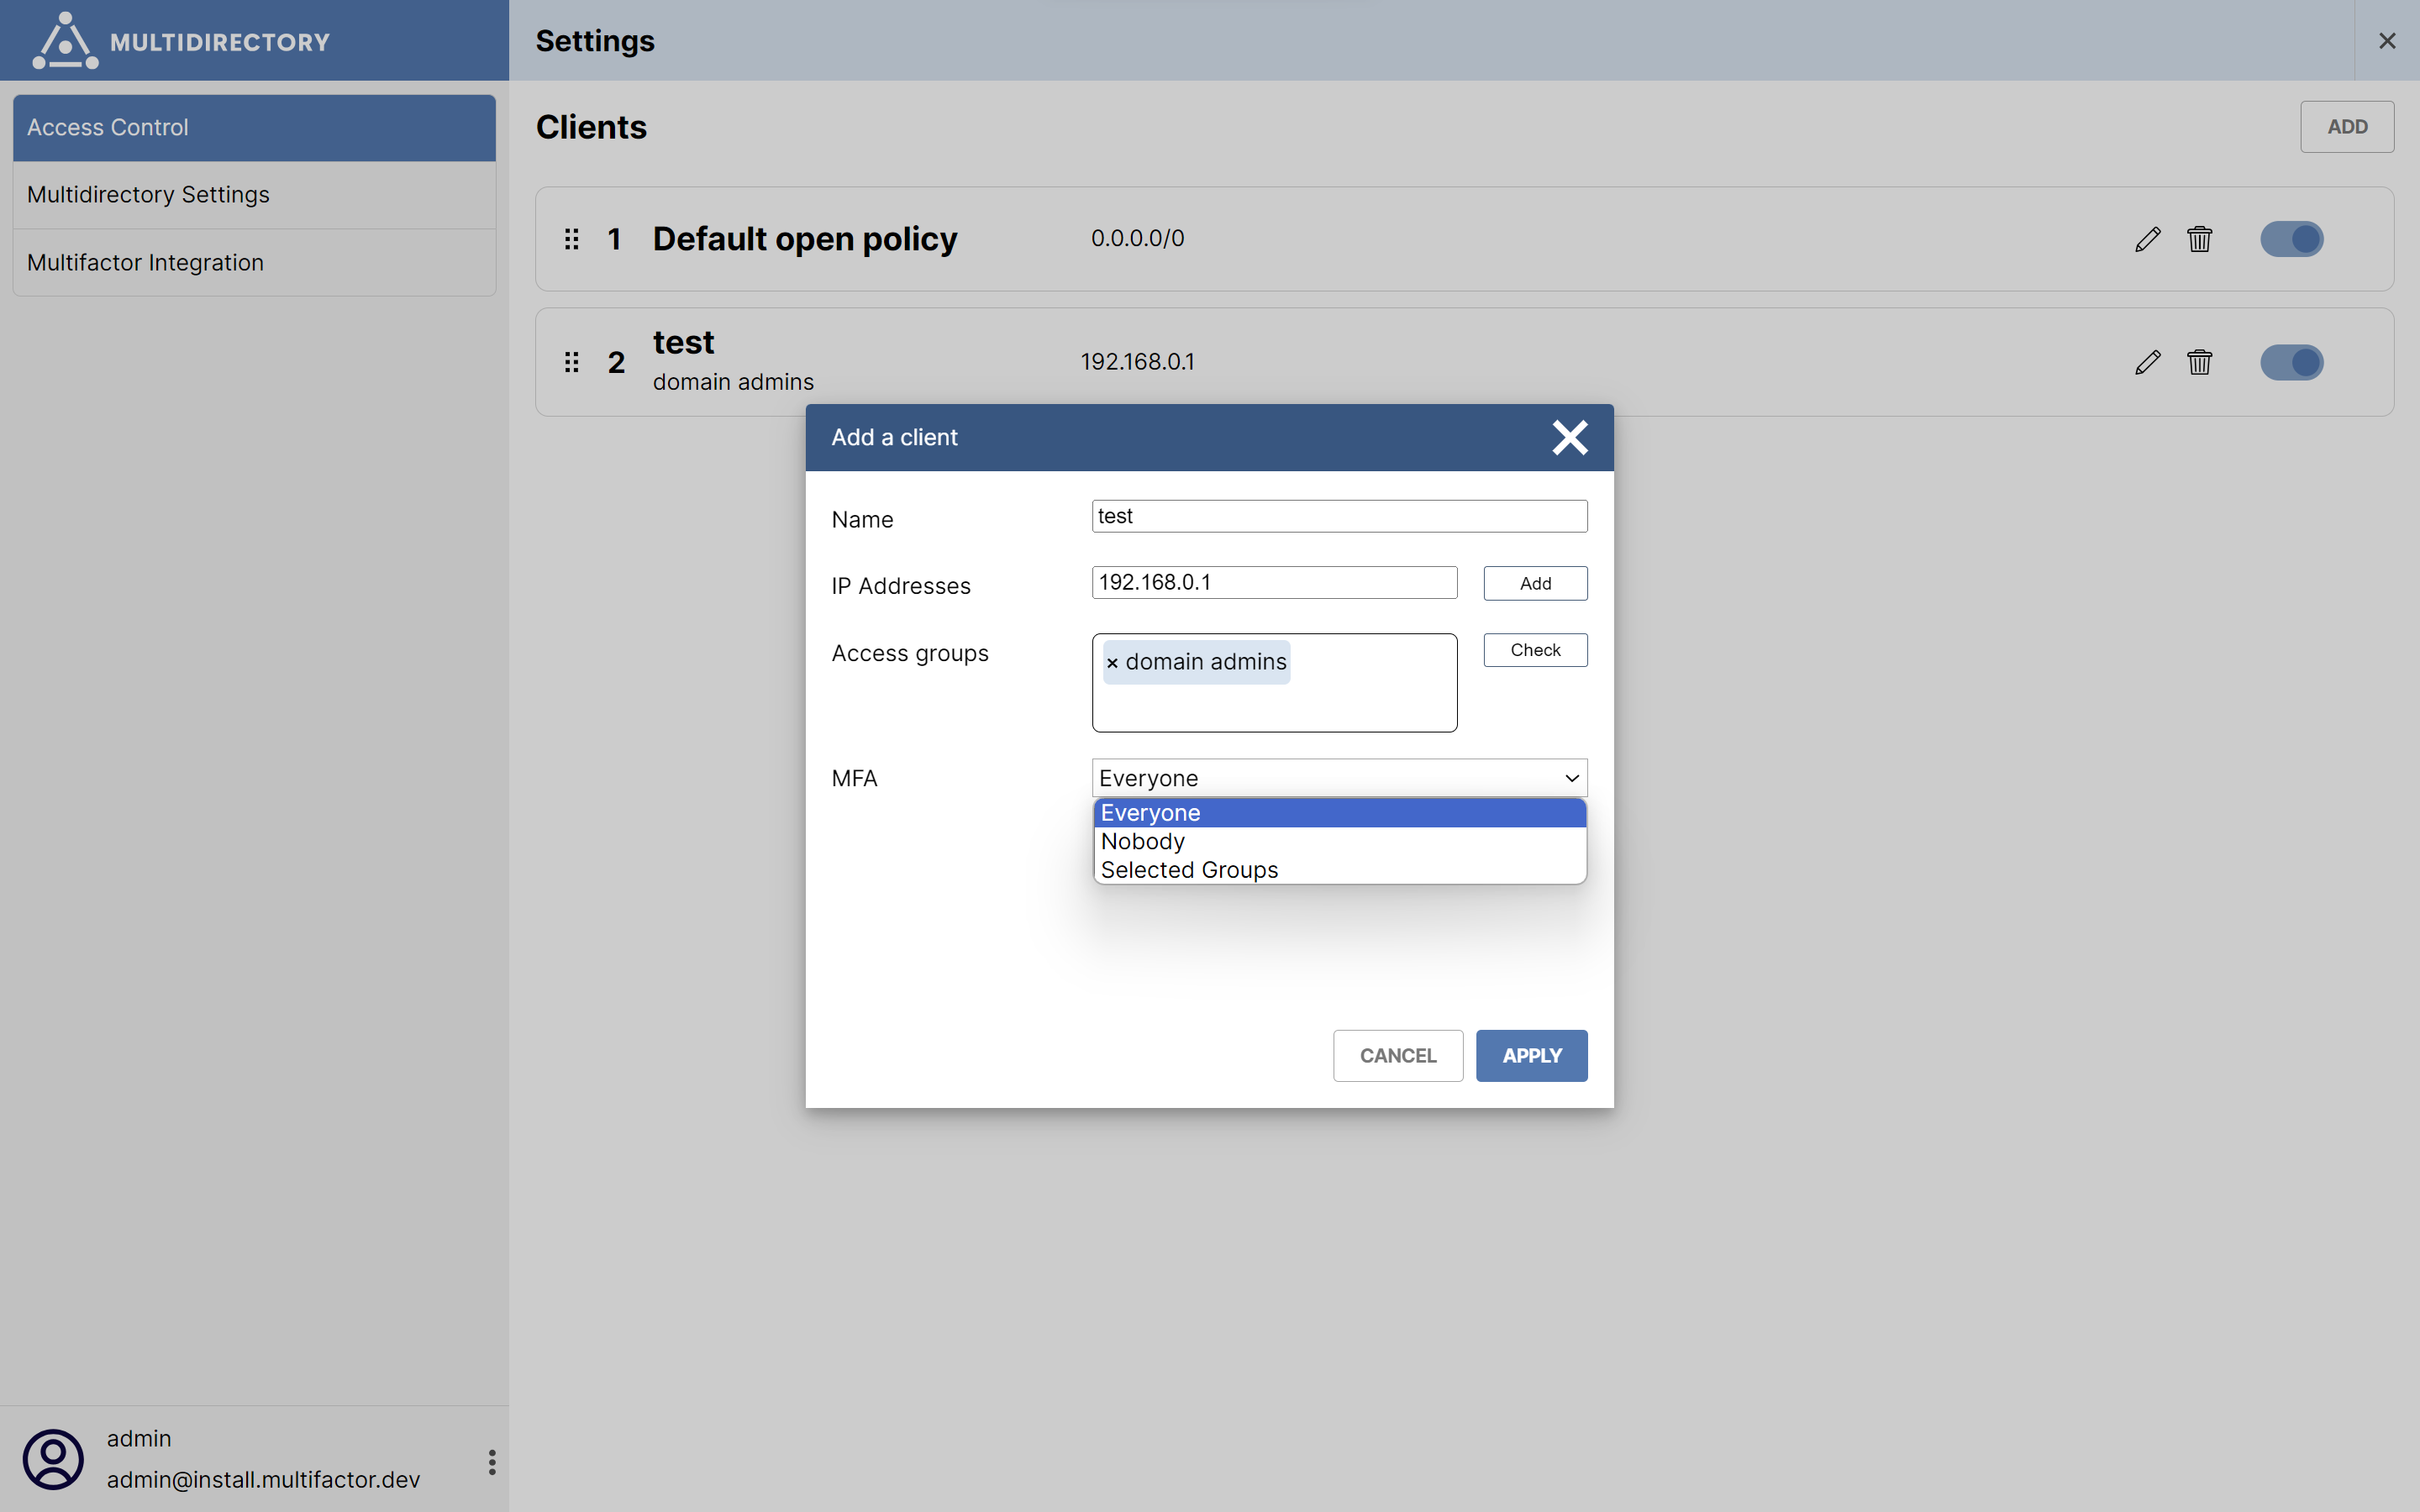 MULTIDIRECTORY
Settings
Access Control
Multidirectory Settings
Multifactor Integration
Clients
ADD
1 Default open policy 0.0.0.0/0
2 test 192.168.0.1
domain admins
Add a client
Name test
IP Addresses 192.168.0.1 Add
Access groups × domain admins Check
MFA Everyone
Everyone
Nobody
Selected Groups
CANCEL APPLY
admin
admin@install.multifactor.dev